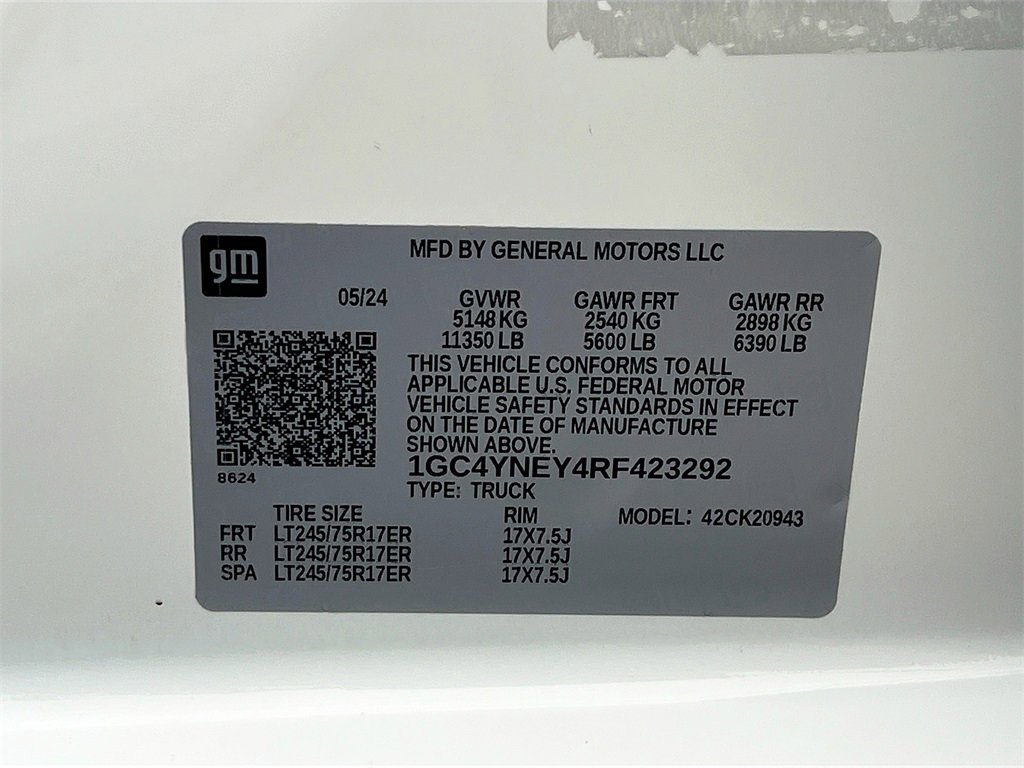 gm
MFD BY GENERAL MOTORS LLC
05/24 GVWR GAWR FRT GAWR RR
5148 KG 2540 KG 2898 KG
11350 LB 5600 LB 6390 LB
THIS VEHICLE CONFORMS TO ALL
APPLICABLE U.S. FEDERAL MOTOR
VEHICLE SAFETY STANDARDS IN EFFECT
ON THE DATE OF MANUFACTURE
SHOWN ABOVE.
8624
1GC4YNEY4RF423292
TYPE: TRUCK
TIRE SIZE RIM MODEL: 42CK20943
FRT LT245/75R17ER 17X7.5J
RR LT245/75R17ER 17X7.5J
SPA LT245/75R17ER 17X7.5J